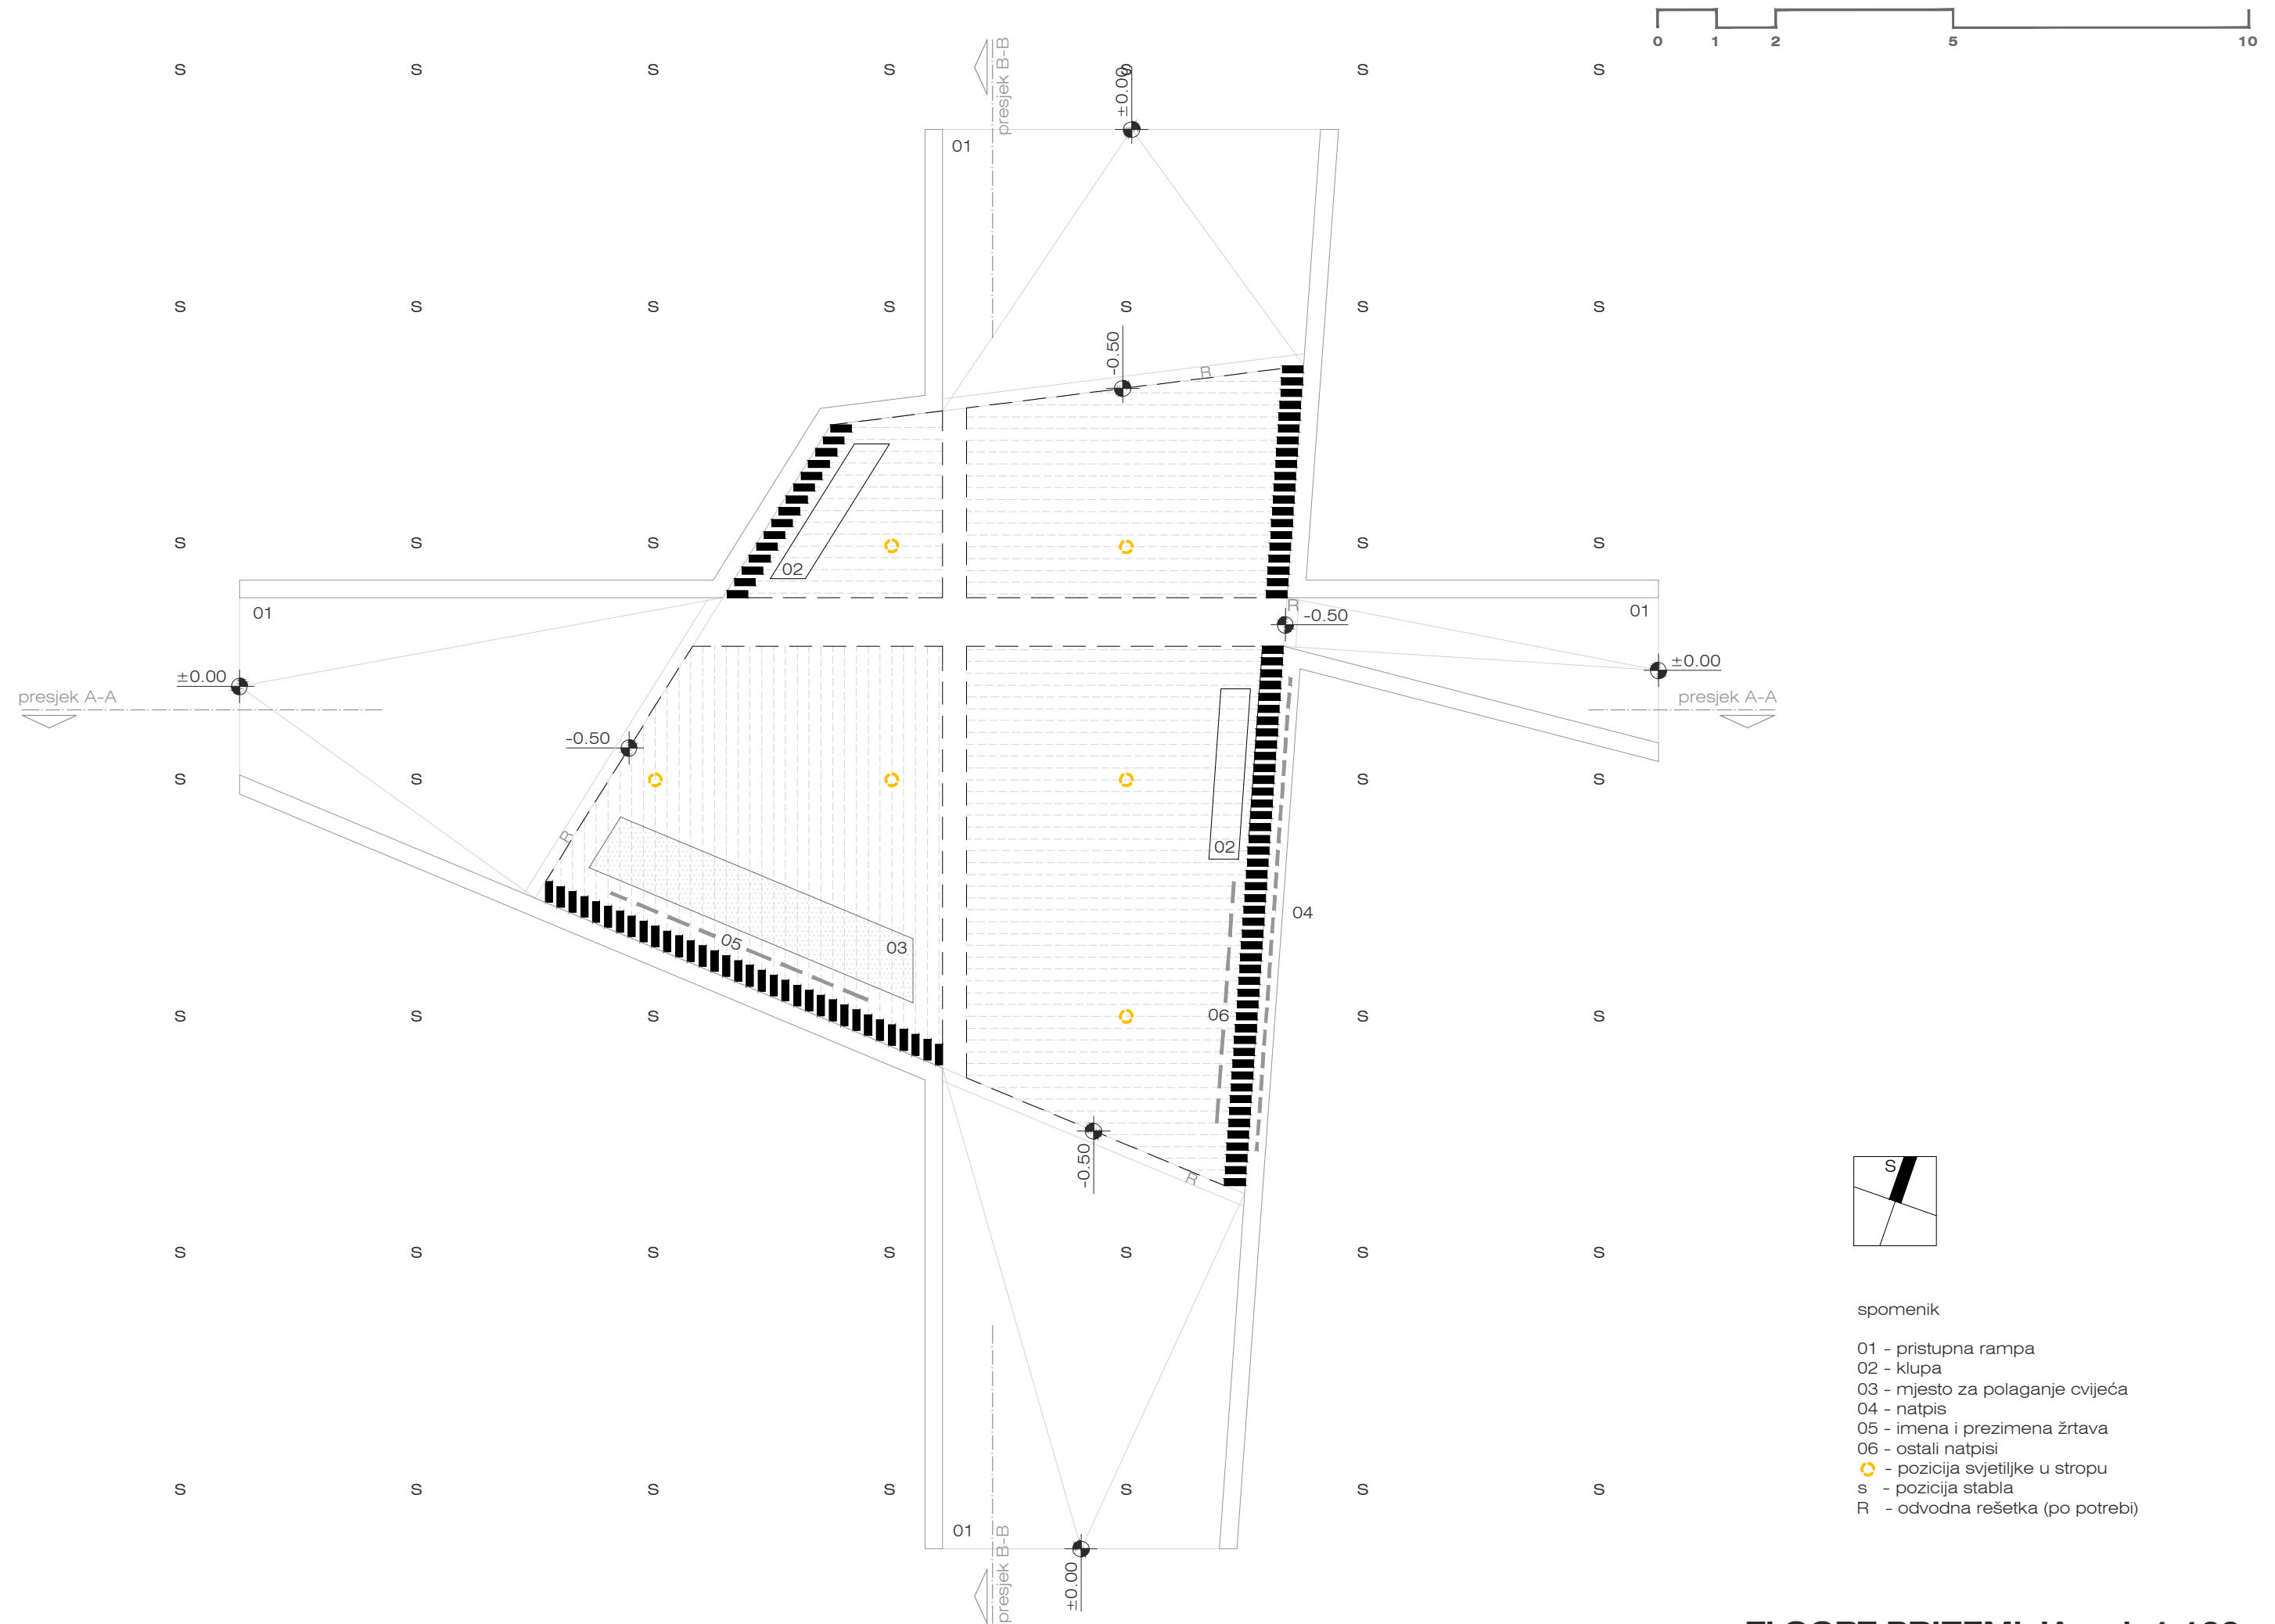 0 1 2 5 10
presjek B-B
±0.00
S S S S S S S
01
S S S S S S S
-0.50
R
S S S S S
02
01
R
-0.50
01
±0.00
±0.00
presjek A-A
presjek A-A
-0.50
S S S S
R
02
04
05
03
06
S S S S S
-0.50
R
S
S S S S S S S
spomenik
01 - pristupna rampa
02 - klupa
03 - mjesto za polaganje cvijeća
04 - natpis
05 - imena i prezimena žrtava
06 - ostali natpisi
- pozicija svjetiljke u stropu
s - pozicija stabla
R - odvodna rešetka (po potrebi)
S S S S S S S
01
presjek B-B
±0.00